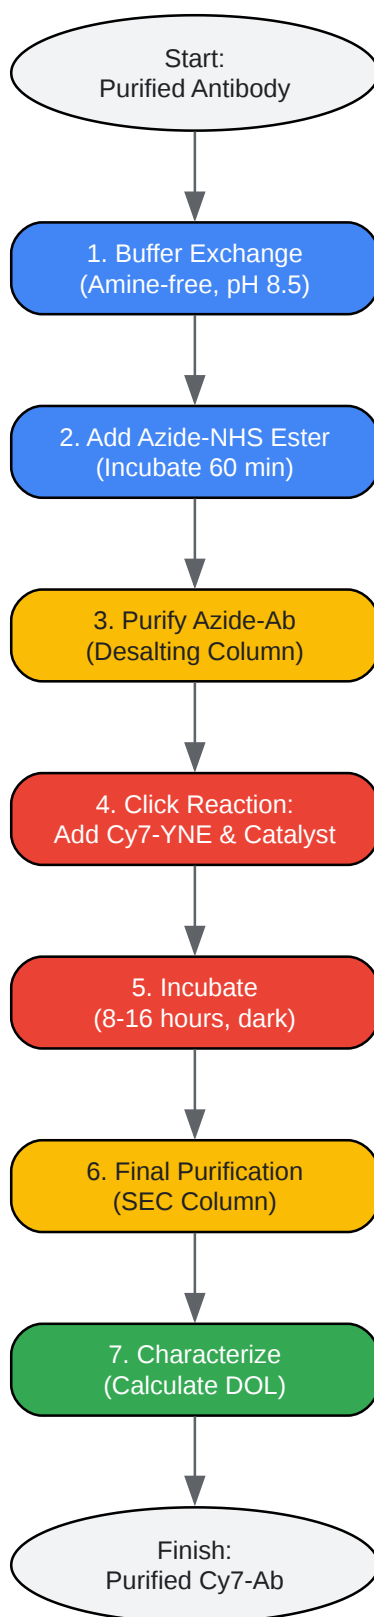 Start:
Purified Antibody
1. Buffer Exchange
(Amine-free, pH 8.5)
2. Add Azide-NHS Ester
(Incubate 60 min)
3. Purify Azide-Ab
(Desalting Column)
4. Click Reaction:
Add Cy7-YNE & Catalyst
5. Incubate
(8-16 hours, dark)
6. Final Purification
(SEC Column)
7. Characterize
(Calculate DOL)
Finish:
Purified Cy7-Ab